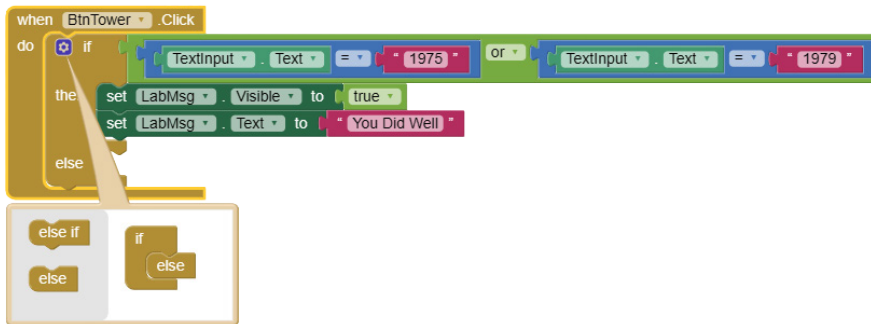 when BtnTower .Click
do if TextInput . Text = " 1975 " or TextInput . Text = " 1979 "
then set LabMsg . Visible to true
set LabMsg . Text to " You Did Well "
else
else if
if
else
else